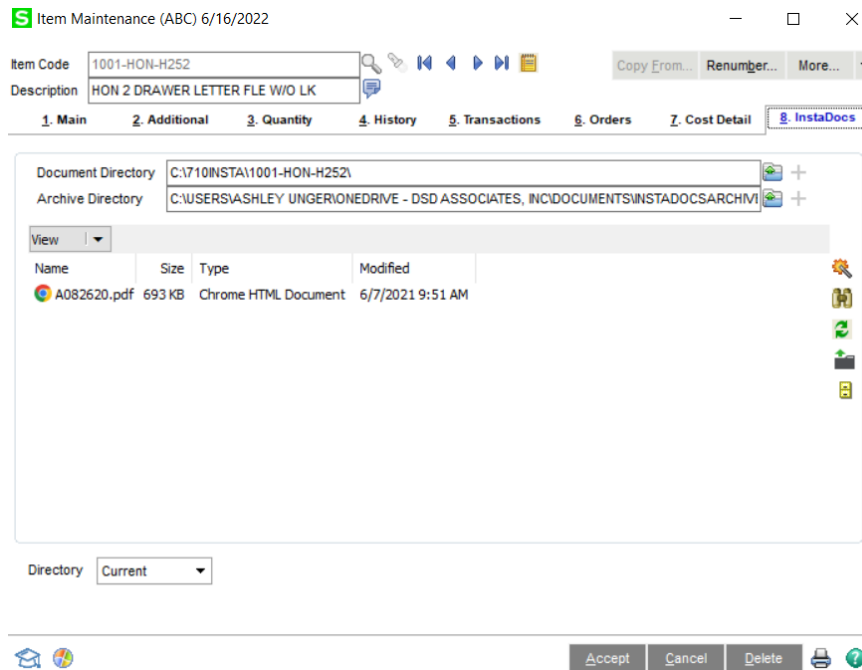 S Item Maintenance (ABC) 6/16/2022
Item Code 1001-HON-H252 Copy From... Renumber... More...
Description HON 2 DRAWER LETTER FLE W/O LK
1. Main 2. Additional 3. Quantity 4. History 5. Transactions 6. Orders 7. Cost Detail 8. InstaDocs
Document Directory C:\710INSTA\1001-HON-H252\
Archive Directory C:\USERS\ASHLEY UNGER\ONEDRIVE - DSD ASSOCIATES, INC\DOCUMENTS\INSTADOCSARCHIVI
View
Name Size Type Modified
A082620.pdf 693 KB Chrome HTML Document 6/7/2021 9:51 AM
Directory Current
Accept Cancel Delete ?